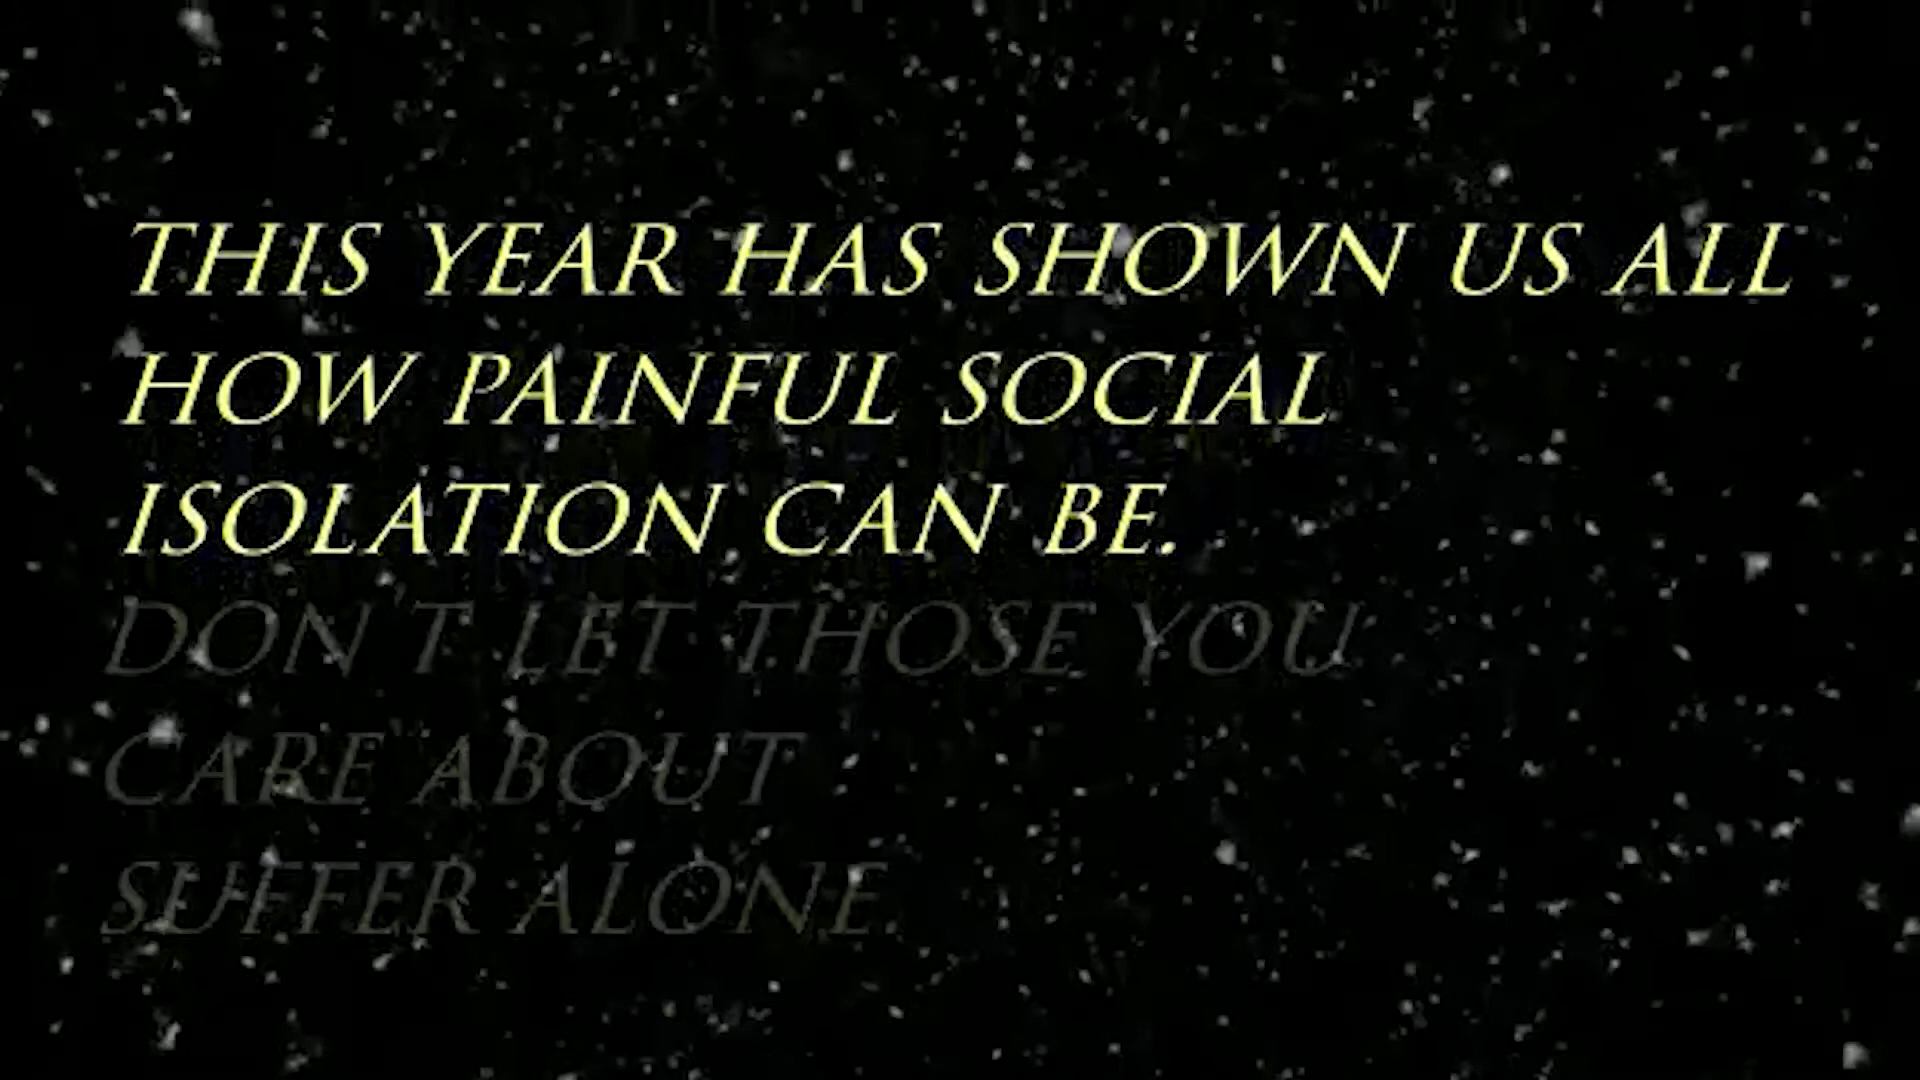 THIS YEAR HAS SHOWN US ALL
HOW PAINFUL SOCIAL
ISOLATION CAN BE.
DON'T LET THOSE YOU
CARE ABOUT
SUFFER ALONE.